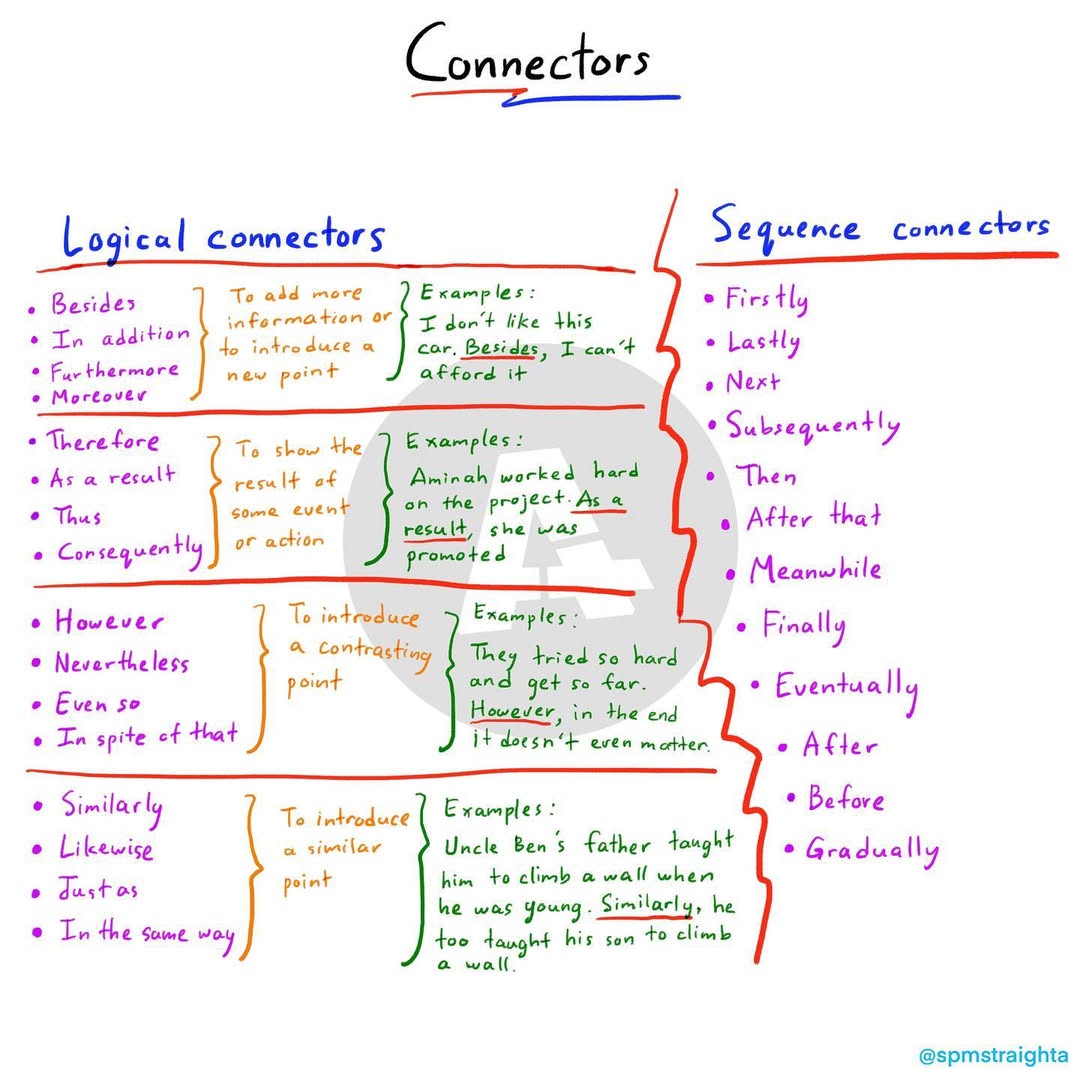 Connectors
Logical connectors
• Besides
• In addition
• Furthermore
• Moreover
To add more
information or
to introduce a
new point
Examples:
I don't like this
car. Besides, I can't
afford it
• Therefore
• As a result
• Thus
• Consequently
To show the
result of
some event
or action
Examples:
Aminah worked hard
on the project. As a
result, she was
promoted
• However
• Nevertheless
• Even so
• In spite of that
To introduce
a contrasting
point
Examples:
They tried so hard
and get so far.
However, in the end
it doesn't even matter.
• Similarly
• Likewise
• Just as
• In the same way
To introduce
a similar
point
Examples:
Uncle Ben's father taught
him to climb a wall when
he was young. Similarly, he
too taught his son to climb
a wall.
Sequence connectors
• Firstly
• Lastly
• Next
• Subsequently
• Then
• After that
• Meanwhile
• Finally
• Eventually
• After
• Before
• Gradually
@spmstraighta